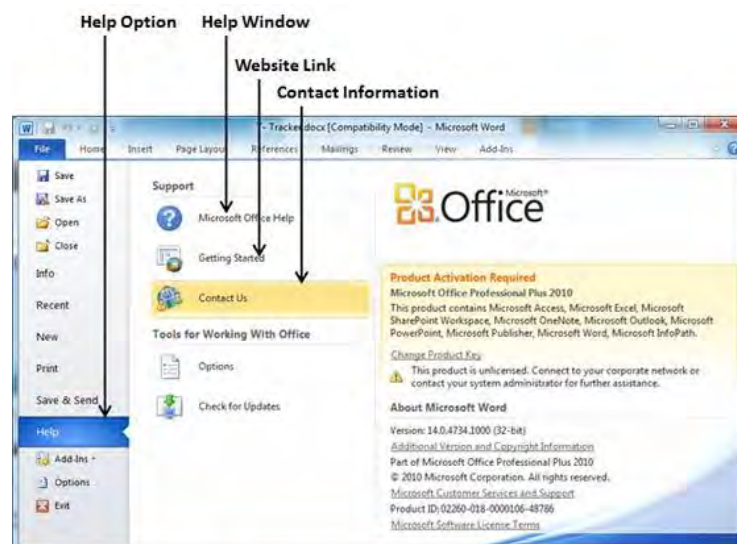 Help Option Help Window
Website Link
Contact Information
Tracker.docx [Compatibility Mode] - Microsoft Word
File Home Insert Page Layout References Mailings Review View Add-Ins
Save
Save As
Open
Close
Info
Recent
New
Print
Save & Send
Help
Add-Ins
Options
Exit
Support
Microsoft Office Help
Getting Started
Contact Us
Tools for Working With Office
Options
Check for Updates
Microsoft®
Office
Product Activation Required
Microsoft Office Professional Plus 2010
This product contains Microsoft Access, Microsoft Excel, Microsoft
SharePoint Workspace, Microsoft OneNote, Microsoft Outlook, Microsoft
PowerPoint, Microsoft Publisher, Microsoft Word, Microsoft InfoPath.
Change Product Key
This product is unlicensed. Connect to your corporate network or
contact your system administrator for further assistance.
About Microsoft Word
Version: 14.0.4734.1000 (32-bit)
Additional Version and Copyright Information
Part of Microsoft Office Professional Plus 2010
© 2010 Microsoft Corporation. All rights reserved.
Microsoft Customer Services and Support
Product ID: 02260-018-0000106-48786
Microsoft Software License Terms